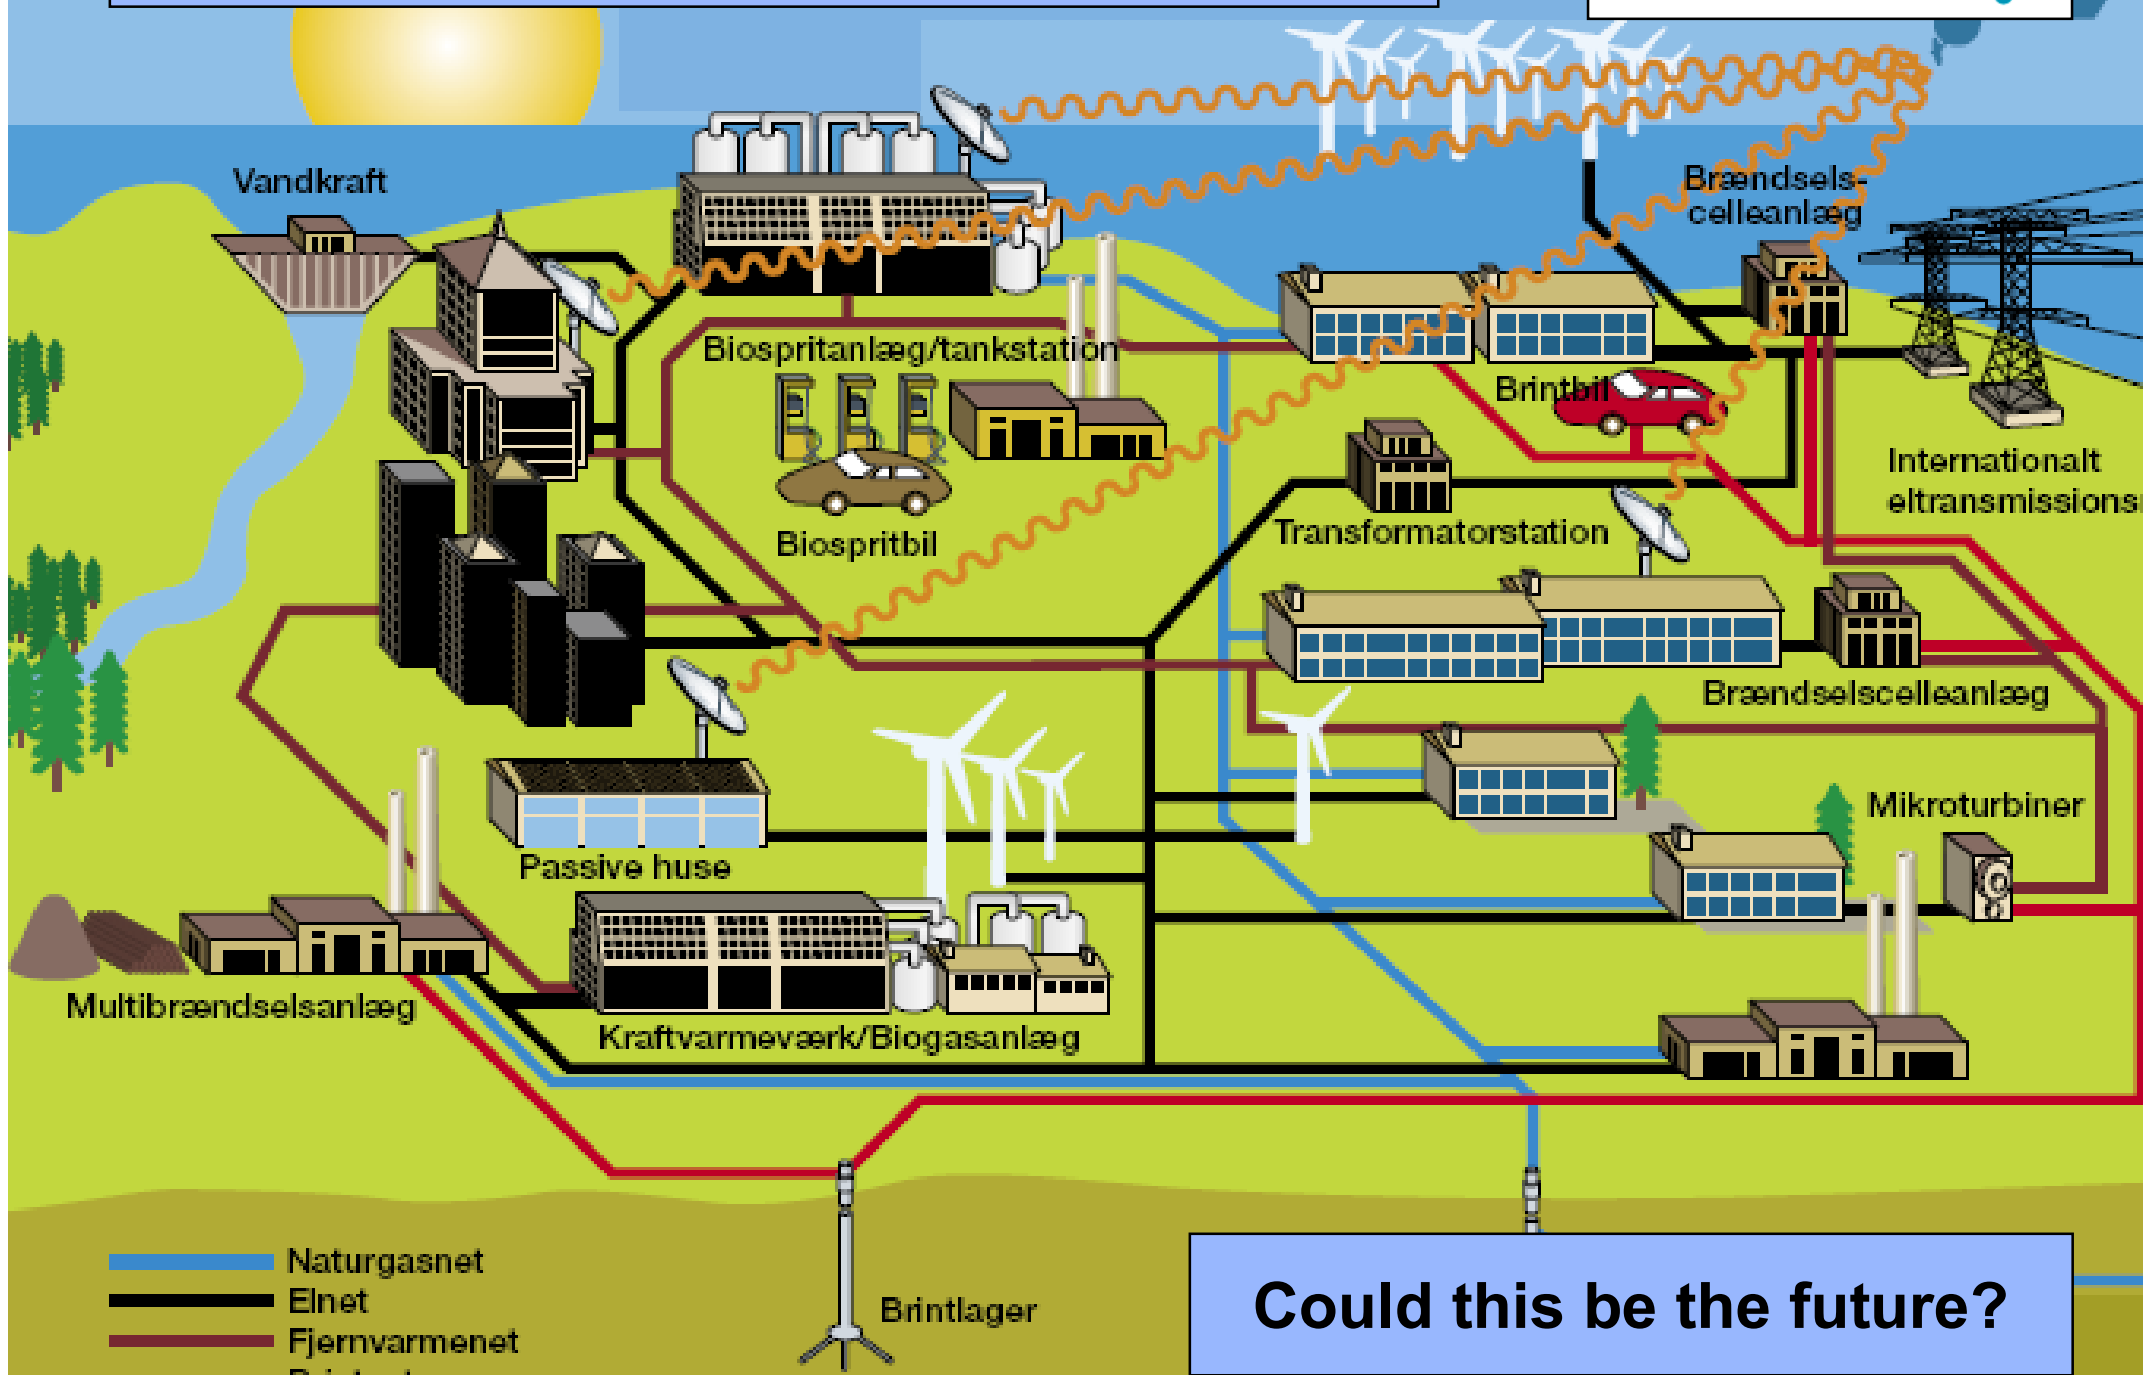 Vandkraft
Brændsels-
celleanlæg
Biospritanlæg/tankstation
Brintbil
Internationalt
eltransmissions
Transformatorstation
Biospritbil
Brændselscelleanlæg
Mikroturbiner
Passive huse
Multibrændselsanlæg
Kraftvarmeværk/Biogasanlæg
Naturgasnet
Elnet
Fjernvarmenet
Brintlager
Could this be the future?